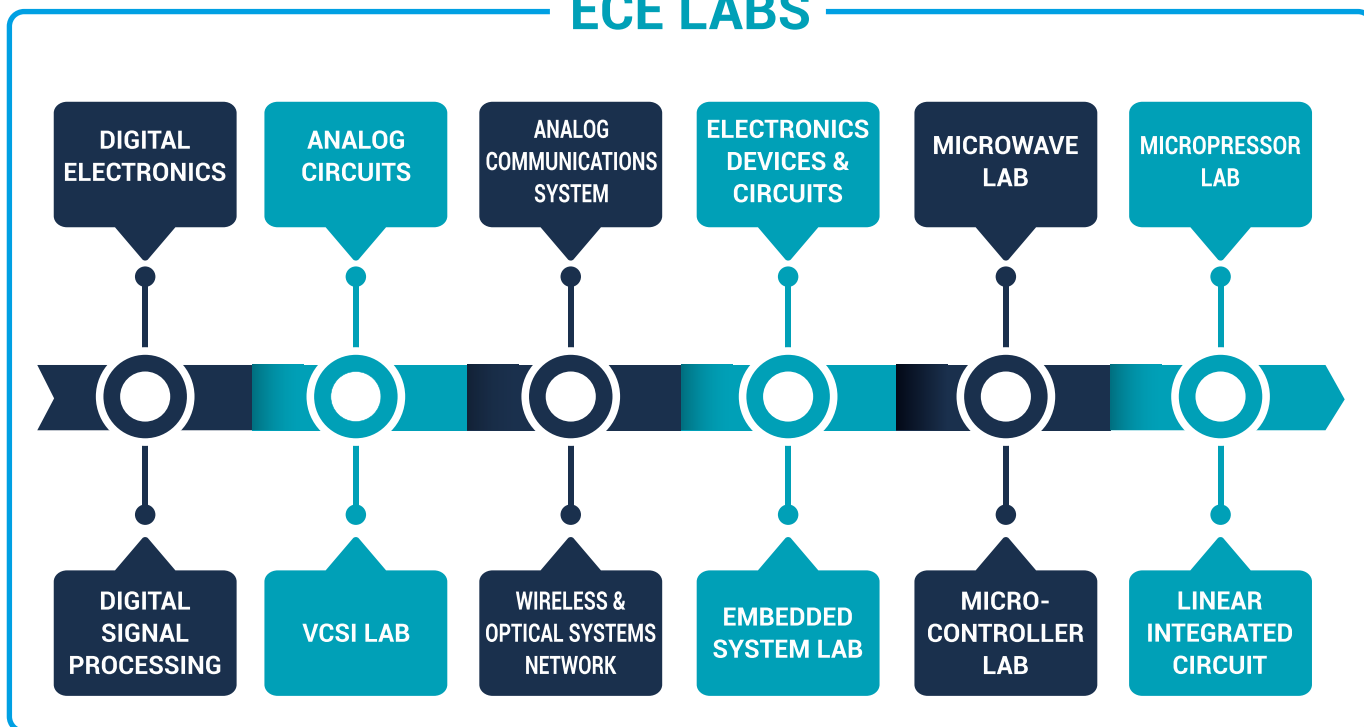 ECE LABS
DIGITAL
ELECTRONICS
ANALOG
CIRCUITS
ANALOG
COMMUNICATIONS
SYSTEM
ELECTRONICS
DEVICES &
CIRCUITS
MICROWAVE
LAB
MICROPRESSOR
LAB
DIGITAL
SIGNAL
PROCESSING
VCSI LAB
WIRELESS &
OPTICAL SYSTEMS
NETWORK
EMBEDDED
SYSTEM LAB
MICRO-
CONTROLLER
LAB
LINEAR
INTEGRATED
CIRCUIT